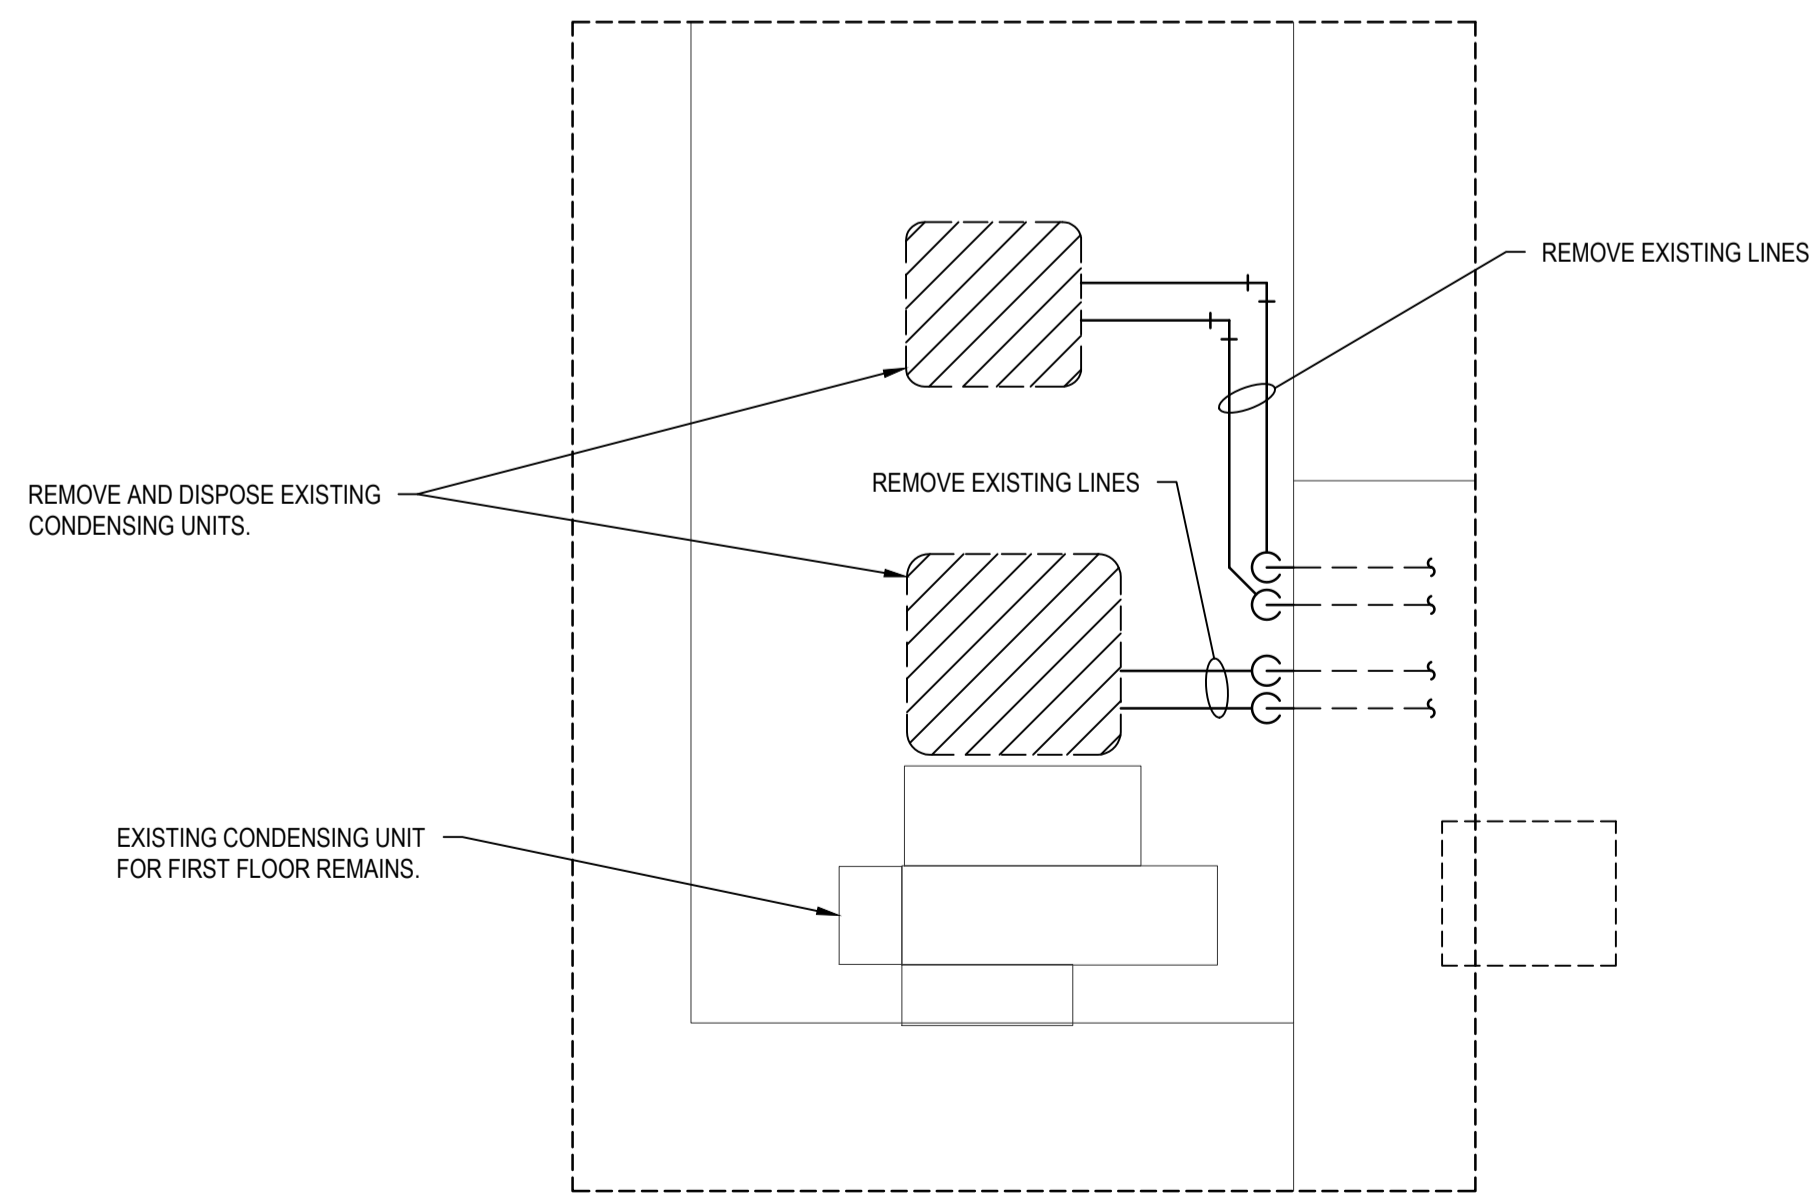 REMOVE EXISTING LINES
REMOVE EXISTING LINES
REMOVE AND DISPOSE EXISTING
CONDENSING UNITS.
EXISTING CONDENSING UNIT
FOR FIRST FLOOR REMAINS.